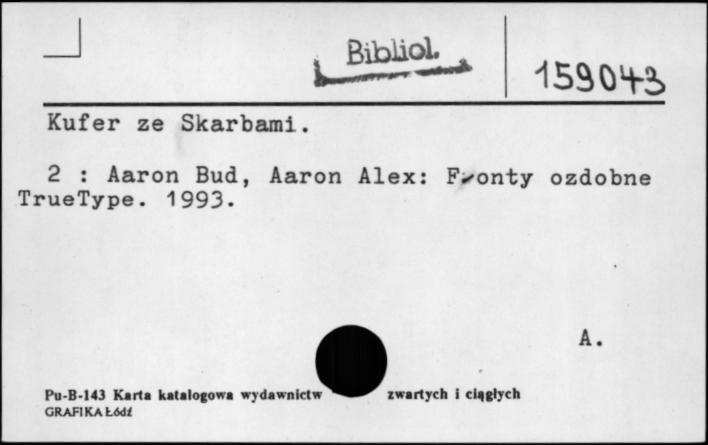 Bibliol.
159043
Kufer ze Skarbami.
2 : Aaron Bud, Aaron Alex: Fronty ozdobne
TrueType. 1993.
A.
Pu-B-143 Karta katalogowa wydawnictw zwartych i ciągłych
GRAFIKA Łódź